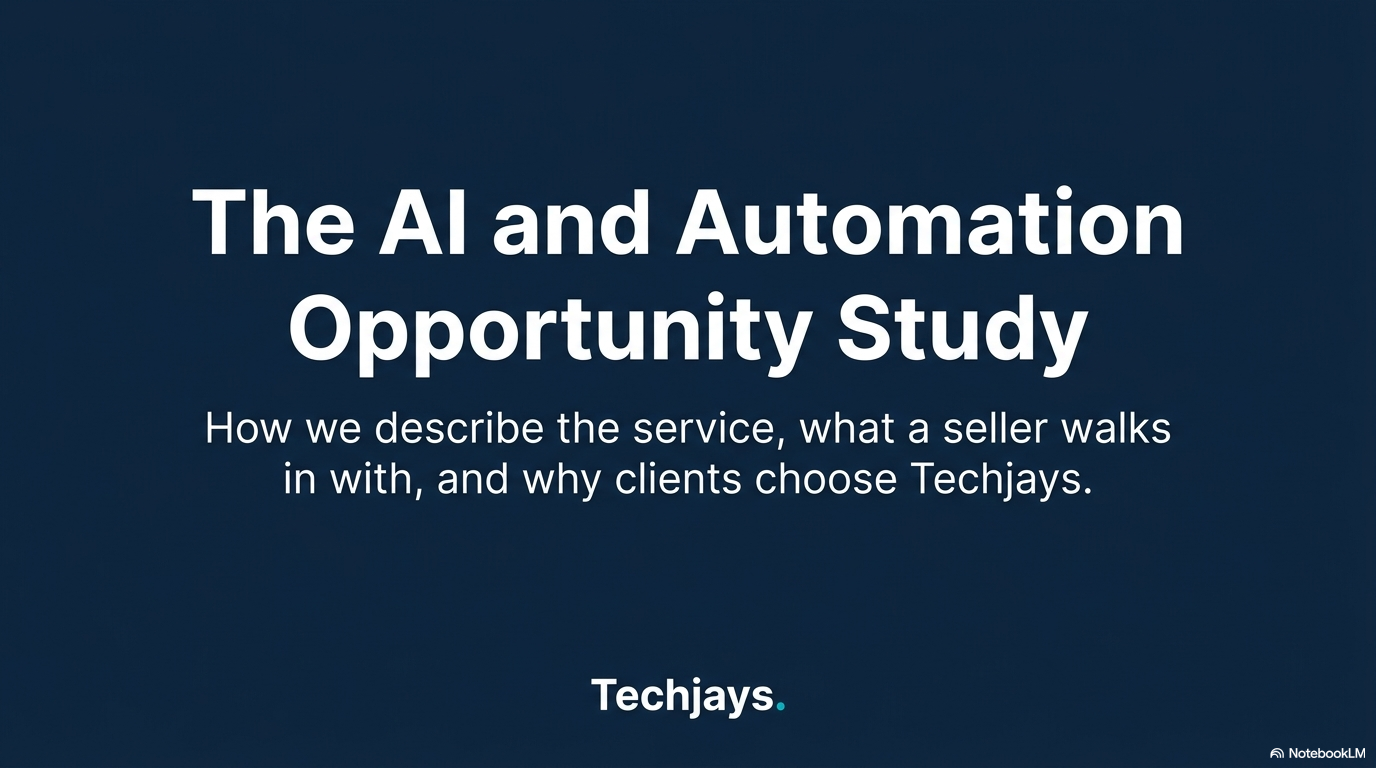 The AI and Automation
Opportunity Study
How we describe the service, what a seller walks
in with, and why clients choose Techjays.
Techjays.
NotebookLM